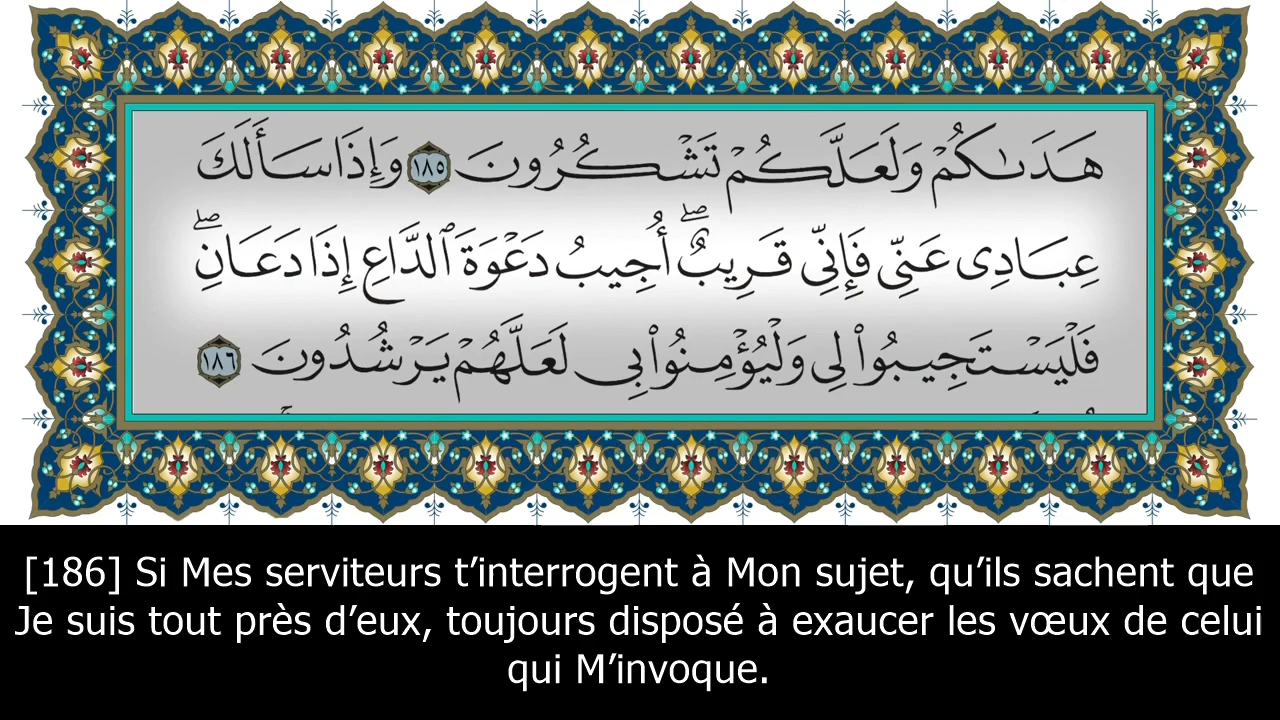 هَدَىٰكُمْ وَلَعَلَّكُمْ تَشْكُرُونَ ١٨٥ وَإِذَا سَأَلَكَ
عِبَادِى عَنِّى فَإِنِّى قَرِيبٌ ۖ أُجِيبُ دَعْوَةَ ٱلدَّاعِ إِذَا دَعَانِ ۖ
فَلْيَسْتَجِيبُوا۟ لِى وَلْيُؤْمِنُوا۟ بِى لَعَلَّهُمْ يَرْشُدُونَ ١٨٦
[186] Si Mes serviteurs t’interrogent à Mon sujet, qu’ils sachent que
Je suis tout près d’eux, toujours disposé à exaucer les vœux de celui
qui M’invoque.